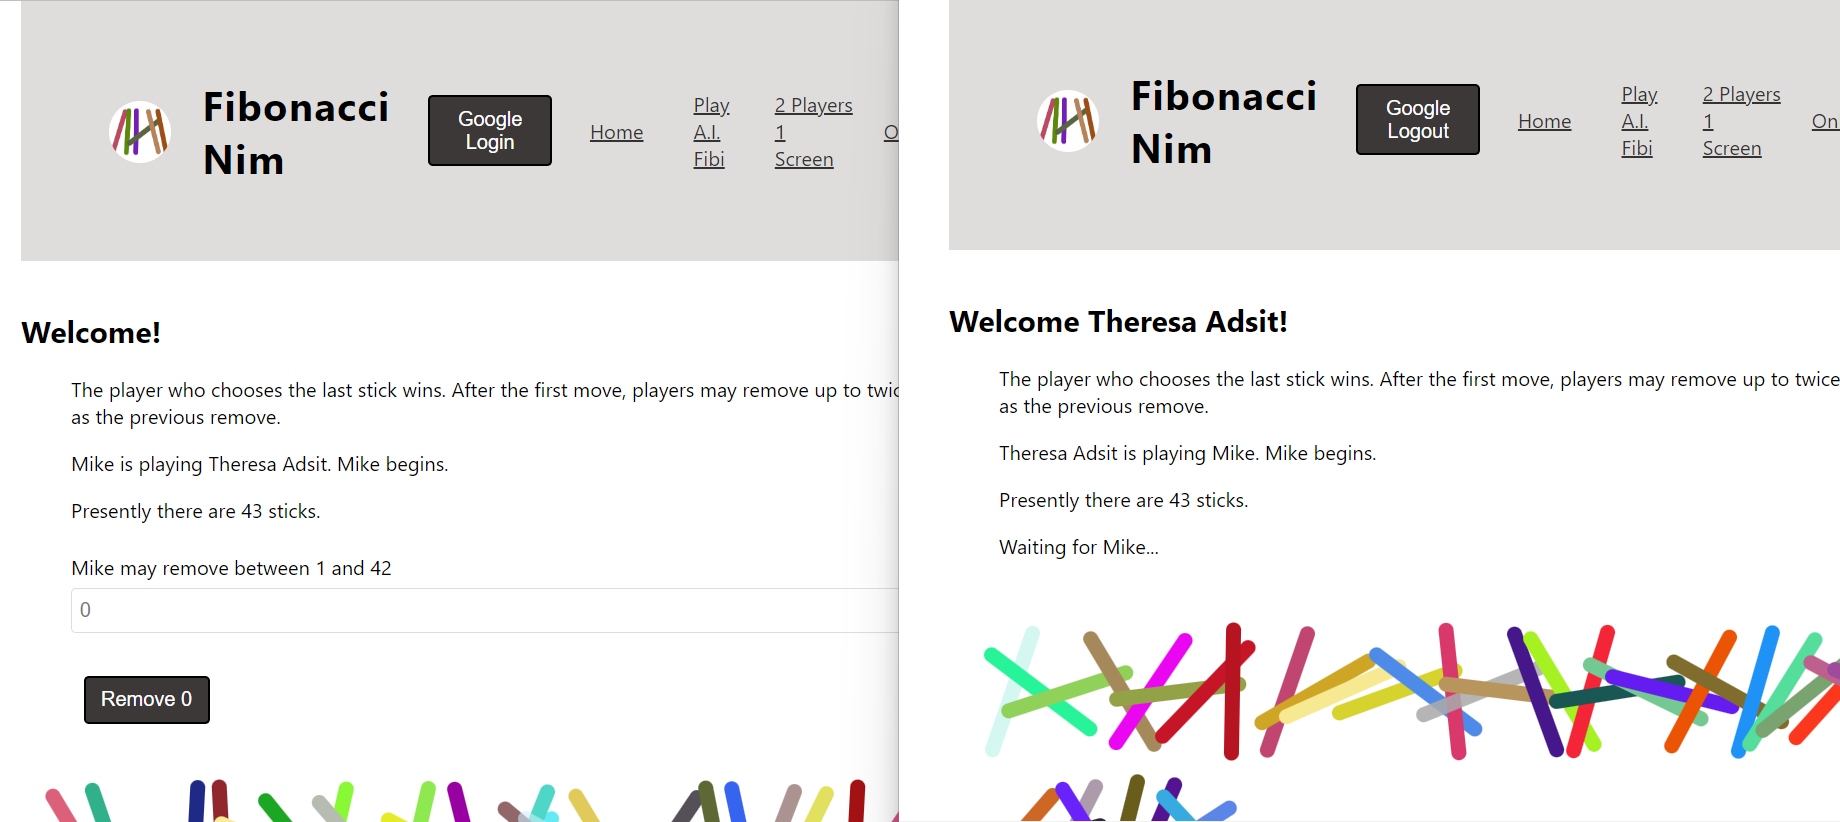 Fibonacci
Nim
Google
Login
Home
Play
A.I.
Fibi
2 Players
1
Screen
Welcome!
The player who chooses the last stick wins. After the first move, players may remove up to
as the previous remove.
Mike is playing Theresa Adsit. Mike begins.
Presently there are 43 sticks.
Mike may remove between 1 and 42
0
Remove 0
Fibonacci
Nim
Google
Logout
Home
Play
A.I.
Fibi
2 Players
1
Screen
On
Welcome Theresa Adsit!
The player who chooses the last stick wins. After the first move, players may remove up to twice
as the previous remove.
Theresa Adsit is playing Mike. Mike begins.
Presently there are 43 sticks.
Waiting for Mike...